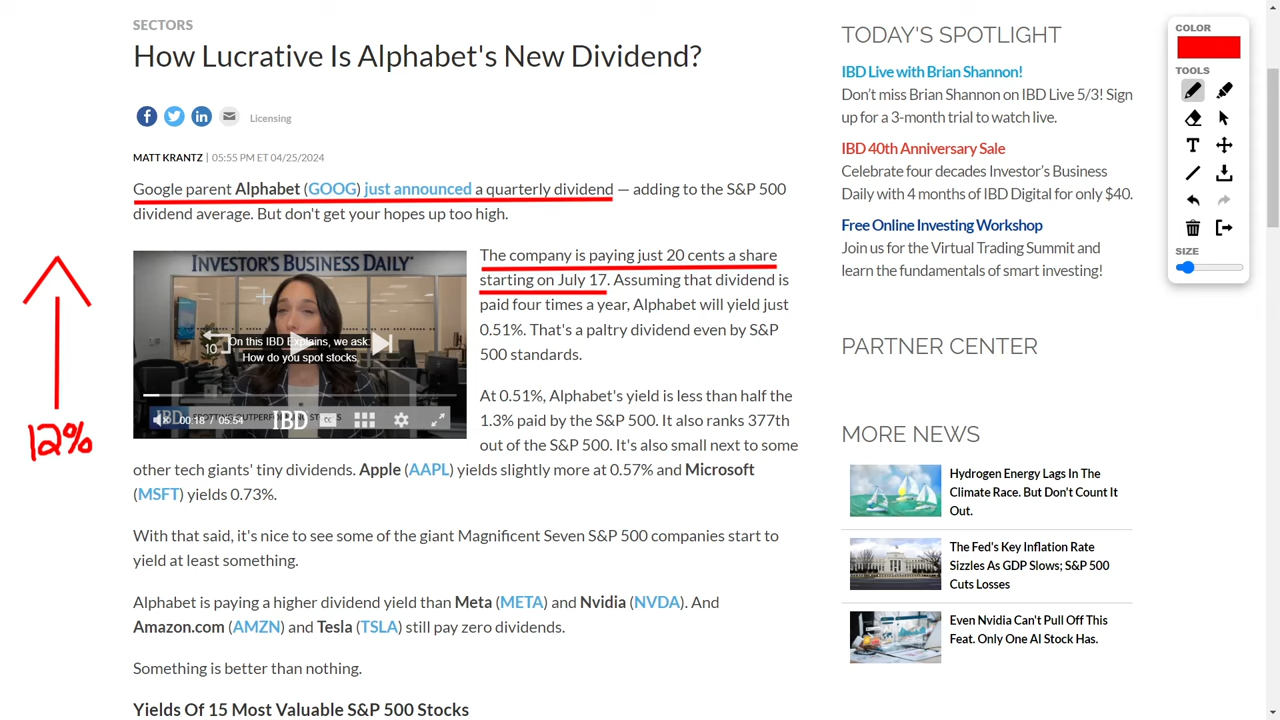 SECTORS
How Lucrative Is Alphabet's New Dividend?
Licensing
MATT KRANTZ | 05:55 PM ET 04/25/2024
Google parent Alphabet (GOOG) just announced a quarterly dividend — adding to the S&P 500
dividend average. But don't get your hopes up too high.
The company is paying just 20 cents a share
starting on July 17. Assuming that dividend is
paid four times a year, Alphabet will yield just
0.51%. That's a paltry dividend even by S&P
500 standards.
At 0.51%, Alphabet's yield is less than half the
1.3% paid by the S&P 500. It also ranks 377th
out of the S&P 500. It's also small next to some
other tech giants' tiny dividends. Apple (AAPL) yields slightly more at 0.57% and Microsoft
(MSFT) yields 0.73%.
With that said, it's nice to see some of the giant Magnificent Seven S&P 500 companies start to
yield at least something.
Alphabet is paying a higher dividend yield than Meta (META) and Nvidia (NVDA). And
Amazon.com (AMZN) and Tesla (TSLA) still pay zero dividends.
Something is better than nothing.
Yields Of 15 Most Valuable S&P 500 Stocks
INVESTOR'S BUSINESS DAILY
10
On this IBD Explains, we ask:
How do you spot stocks
IBD
00:18 / 05:54
IBD
CC
12%
TODAY'S SPOTLIGHT
IBD Live with Brian Shannon!
Don't miss Brian Shannon on IBD Live 5/3! Sign
up for a 3-month trial to watch live.
IBD 40th Anniversary Sale
Celebrate four decades Investor's Business
Daily with 4 months of IBD Digital for only $40.
Free Online Investing Workshop
Join us for the Virtual Trading Summit and
learn the fundamentals of smart investing!
PARTNER CENTER
MORE NEWS
Hydrogen Energy Lags In The
Climate Race. But Don't Count It
Out.
The Fed's Key Inflation Rate
Sizzles As GDP Slows; S&P 500
Cuts Losses
Even Nvidia Can't Pull Off This
Feat. Only One AI Stock Has.
COLOR
TOOLS
T
SIZE